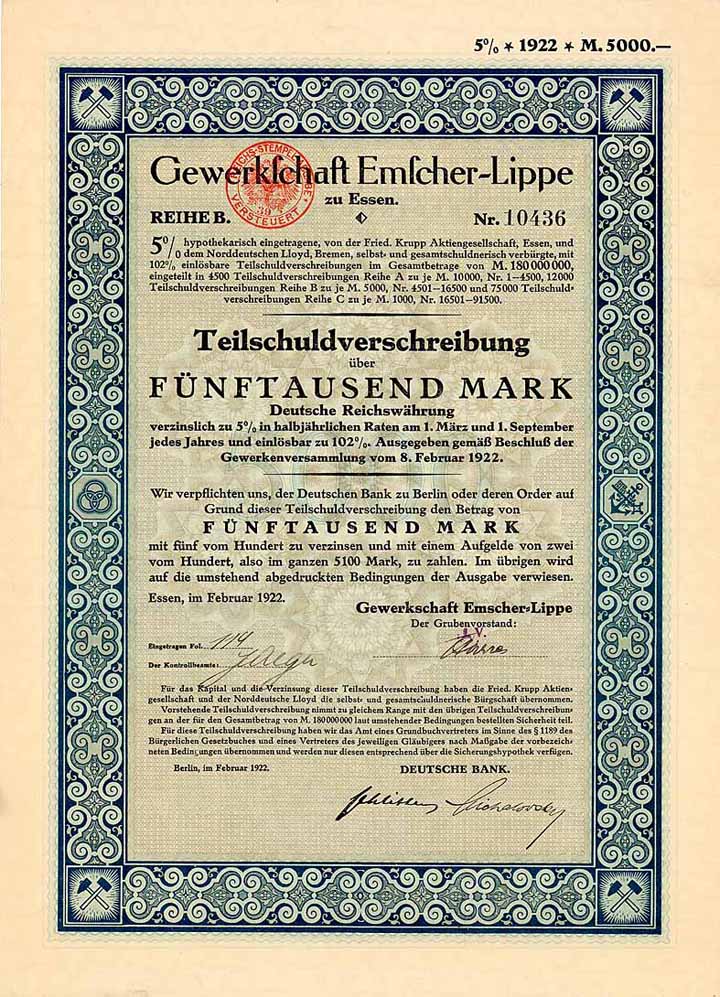 5% * 1922 * M. 5000.—
Gewerkſchaft Emſcher-Lippe
REICHS-STEMPELABGABE
VERSTEUERT
zu Essen.
REIHE B. Nr. 10436
5% hypothekarisch eingetragene, von der Fried. Krupp Aktiengesellschaft, Essen, und
dem Norddeutschen Lloyd, Bremen, selbst- und gesamtschuldnerisch verbürgte, mit
102% einlösbare Teilschuldverschreibungen im Gesamtbetrage von M. 180 000 000,
eingeteilt in 4500 Teilschuldverschreibungen Reihe A zu je M. 10000, Nr. 1–4500, 12000
Teilschuldverschreibungen Reihe B zu je M. 5000, Nr. 4501–16500 und 75000 Teilschuld-
verschreibungen Reihe C zu je M. 1000, Nr. 16501–91500.
Teilschuldverschreibung
über
FÜNFTAUSEND MARK
Deutsche Reichswährung
verzinslich zu 5% in halbjährlichen Raten am 1. März und 1. September
jedes Jahres und einlösbar zu 102%. Ausgegeben gemäß Beschluß der
Gewerkenversammlung vom 8. Februar 1922.
Wir verpflichten uns, der Deutschen Bank zu Berlin oder deren Order auf
Grund dieser Teilschuldverschreibung den Betrag von
FÜNFTAUSEND MARK
mit fünf vom Hundert zu verzinsen und mit einem Aufgelde von zwei
vom Hundert, also im ganzen 5100 Mark, zu zahlen. Im übrigen wird
auf die umstehend abgedruckten Bedingungen der Ausgabe verwiesen.
Essen, im Februar 1922.
Gewerkschaft Emscher-Lippe
Der Grubenvorstand:
Eingetragen Fol. 114
Der Kontrollbeamte:
Für das Kapital und die Verzinsung dieser Teilschuldverschreibung haben die Fried. Krupp Aktien-
gesellschaft und der Norddeutsche Lloyd die selbst- und gesamtschuldnerische Bürgschaft übernommen.
Vorstehende Teilschuldverschreibung nimmt zu gleichem Range mit den übrigen Teilschuldverschreibun-
gen an der für den Gesamtbetrag von M. 180000000 laut umstehender Bedingungen bestellten Sicherheit teil.
Für diese Teilschuldverschreibung haben wir das Amt eines Grundbuchvertreters im Sinne des § 1189 des
Bürgerlichen Gesetzbuches und eines Vertreters des jeweiligen Gläubigers nach Maßgabe der vorbezeich-
neten Bedingungen übernommen und werden nur diesen entsprechend über die Sicherungshypothek verfügen.
Berlin, im Februar 1922.
DEUTSCHE BANK.